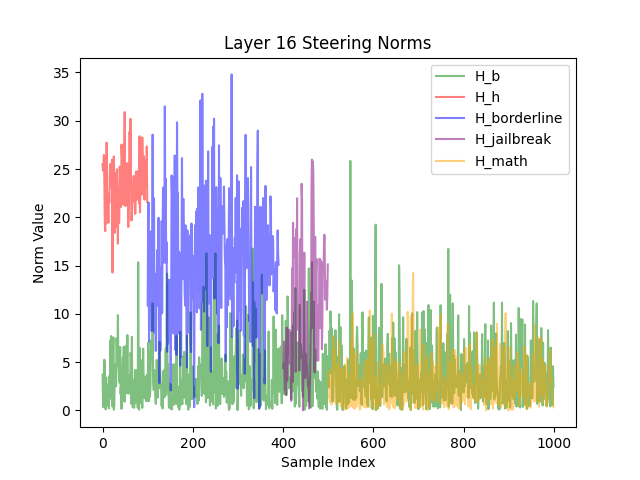 Layer 16 Steering Norms
H_b
H_h
H_borderline
H_jailbreak
H_math
Norm Value
35
30
25
20
15
10
5
0
0
200
400
600
800
1000
Sample Index